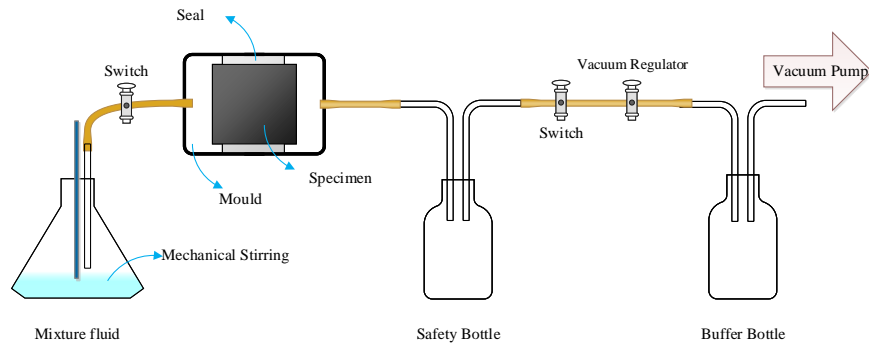 Seal
Switch
Vacuum Regulator
Vacuum Pump
Switch
Specimen
Mould
Mechanical Stirring
Mixture fluid
Safety Bottle
Buffer Bottle